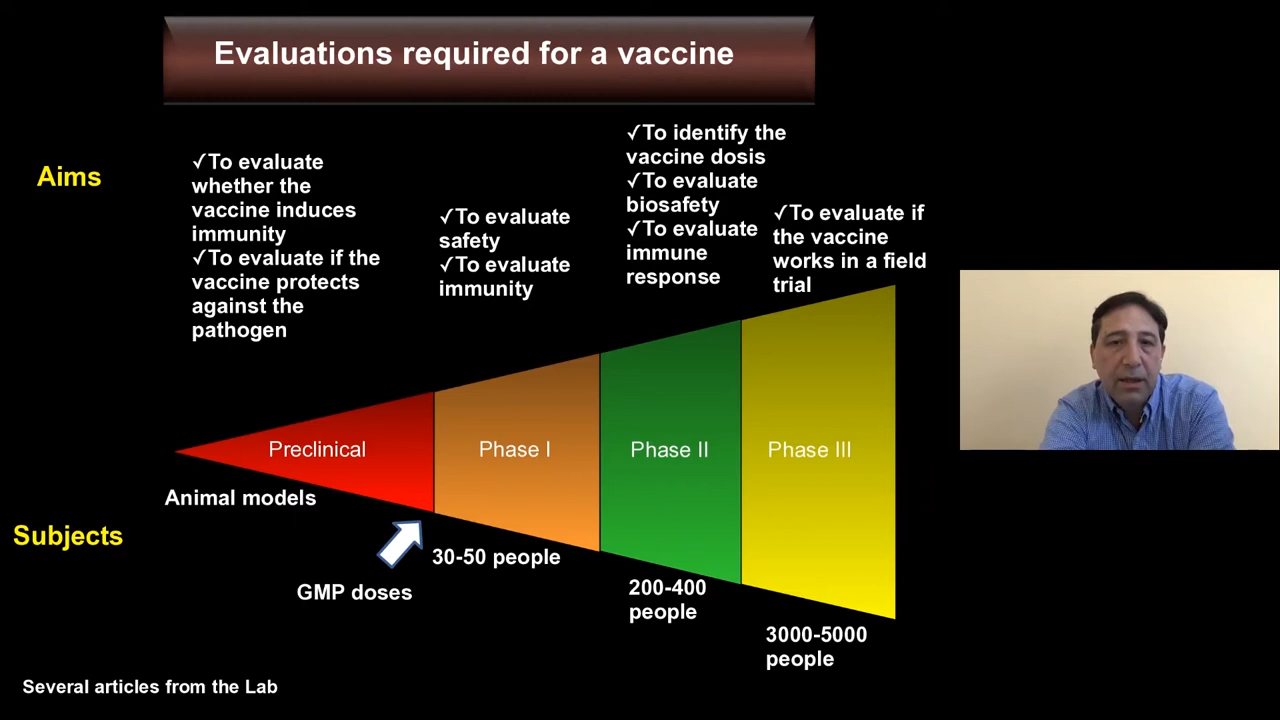 Evaluations required for a vaccine
Aims
✓To evaluate
whether the
vaccine induces
immunity
✓To evaluate if the
vaccine protects
against the
pathogen
✓To evaluate
safety
✓To evaluate
immunity
✓To identify the
vaccine dosis
✓To evaluate
biosafety
✓To evaluate
immune
response
✓To evaluate if
the vaccine
works in a field
trial
Preclinical
Phase I
Phase II
Phase III
Subjects
Animal models
GMP doses
30-50 people
200-400
people
3000-5000
people
Several articles from the Lab